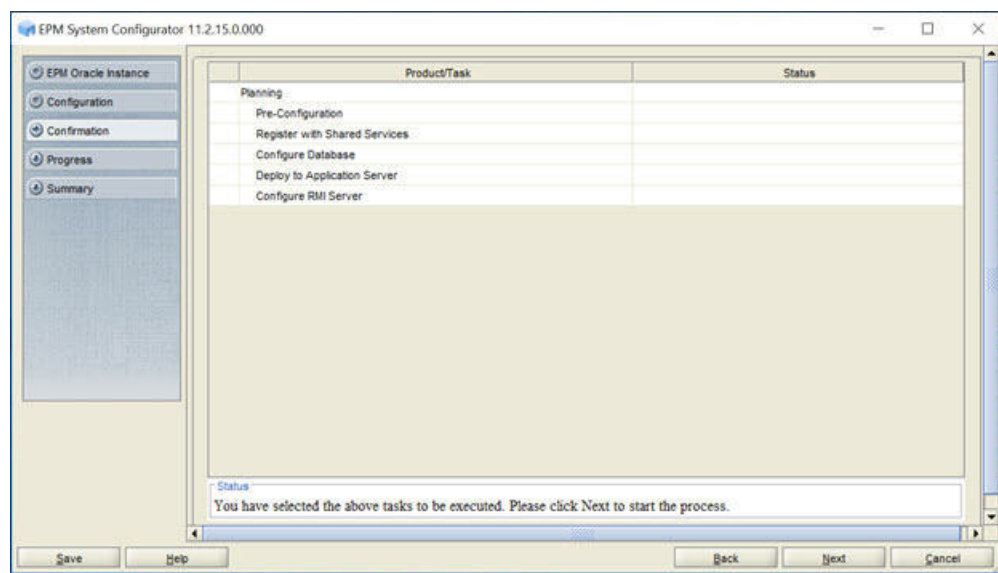 EPM System Configurator 11.2.15.0.000
EPM Oracle Instance
Configuration
Confirmation
Progress
Summary
Product/Task Status
Planning
Pre-Configuration
Register with Shared Services
Configure Database
Deploy to Application Server
Configure RMI Server
Status
You have selected the above tasks to be executed. Please click Next to start the process.
Save Help Back Next Cancel